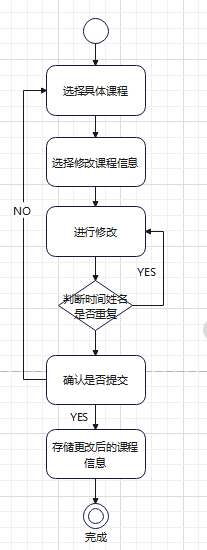 选择具体课程
选择修改课程信息
NO
进行修改
YES
判断时间姓名
是否重复
确认是否提交
YES
存储更改后的课程
信息
完成